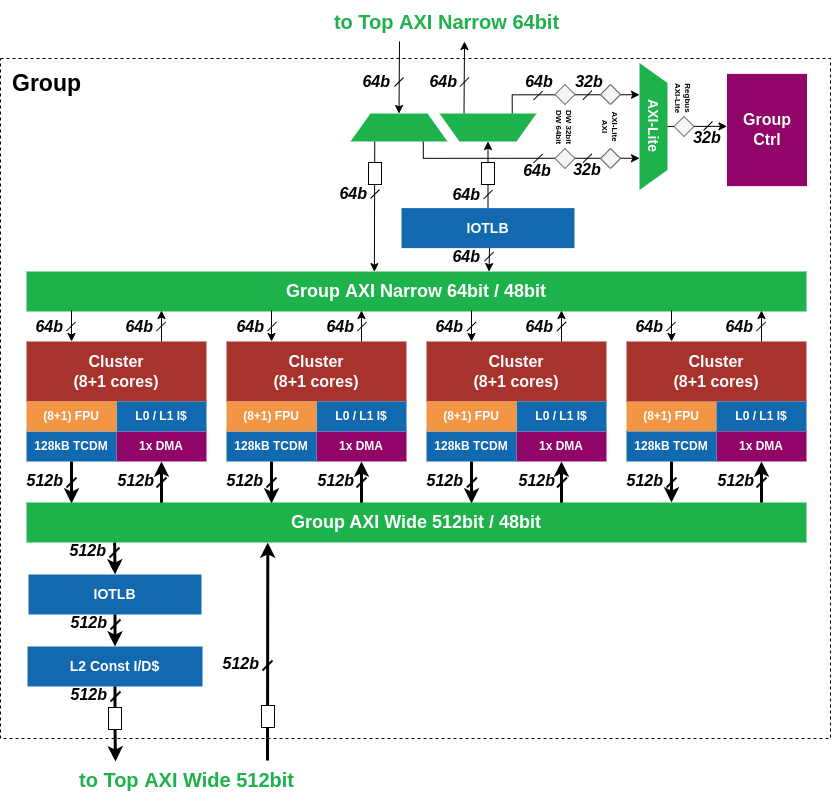 to Top AXI Narrow 64bit
Group
64b
64b
64b
32b
64b
32b
DW 32bit
DW 64bit
AXI-Lite
AXI
AXI-Lite
Regbus
AXI-Lite
32b
Group
Ctrl
64b
64b
IOTLB
64b
Group AXI Narrow 64bit / 48bit
64b
64b
64b
64b
64b
64b
64b
64b
Cluster
(8+1 cores)
(8+1) FPU
L0 / L1 I$
128kB TCDM
1x DMA
Cluster
(8+1 cores)
(8+1) FPU
L0 / L1 I$
128kB TCDM
1x DMA
Cluster
(8+1 cores)
(8+1) FPU
L0 / L1 I$
128kB TCDM
1x DMA
Cluster
(8+1 cores)
(8+1) FPU
L0 / L1 I$
128kB TCDM
1x DMA
512b
512b
512b
512b
512b
512b
512b
512b
Group AXI Wide 512bit / 48bit
512b
IOTLB
512b
L2 Const I/D$
512b
512b
to Top AXI Wide 512bit